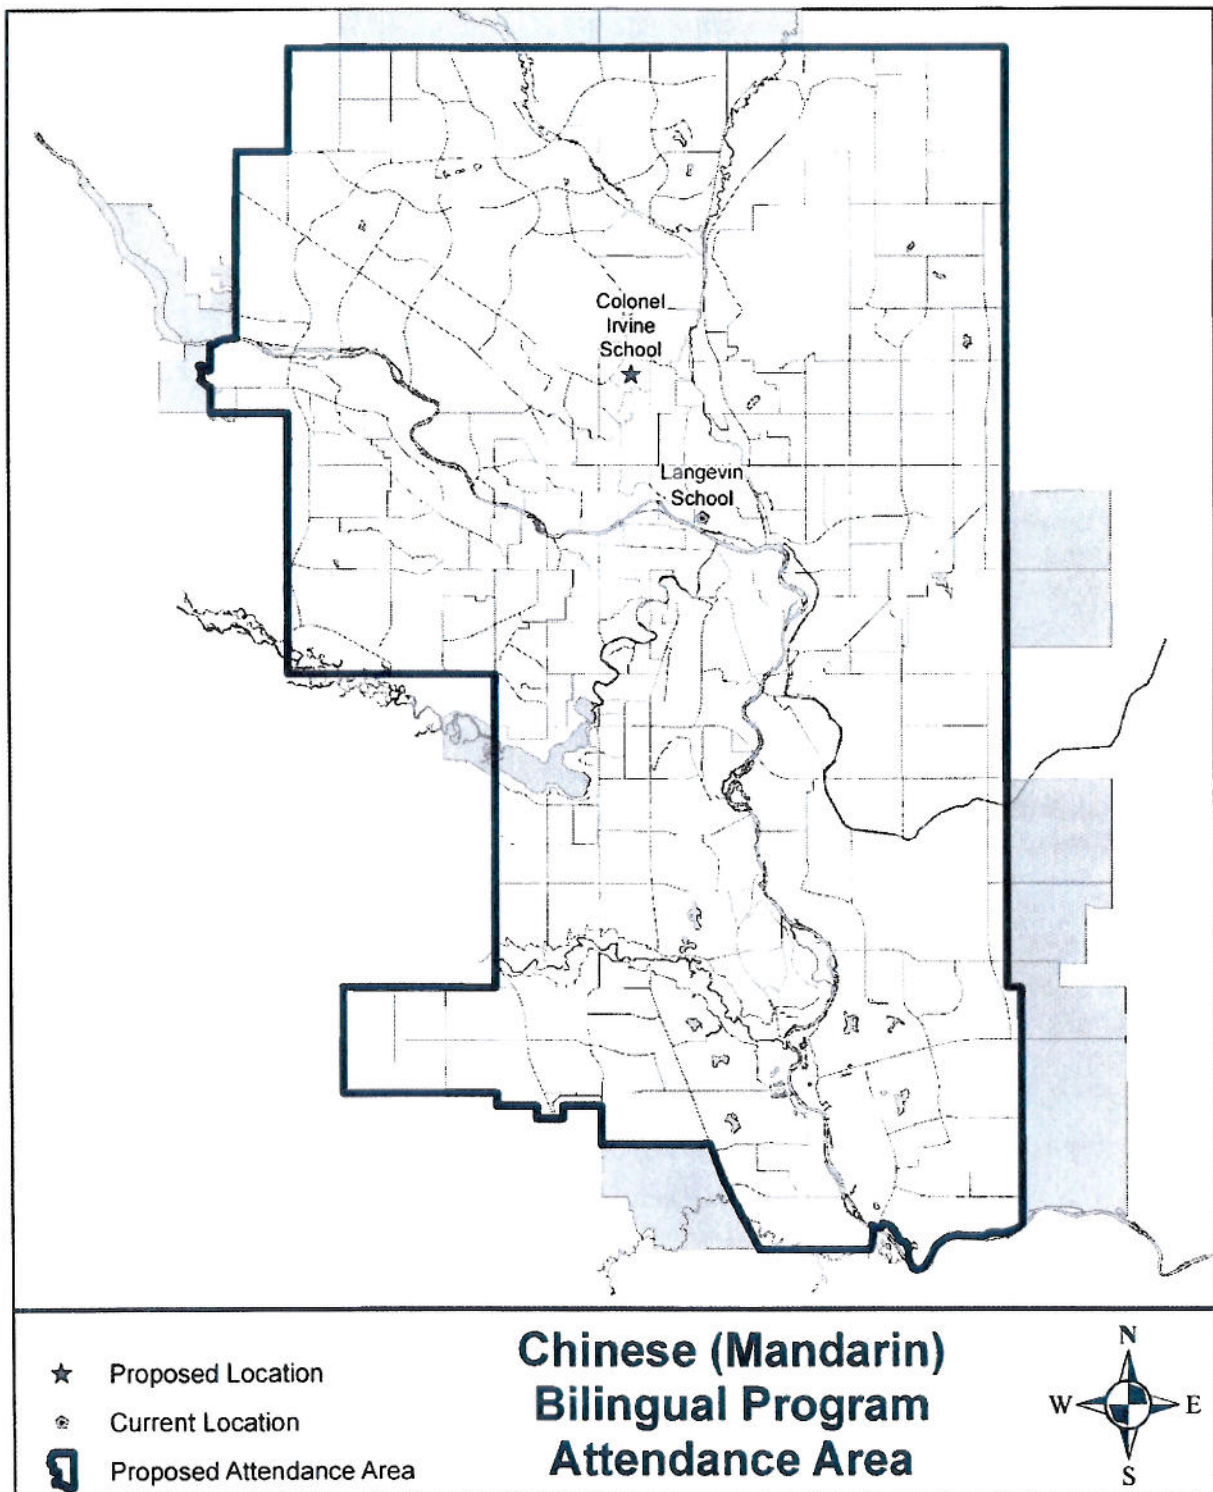 Colonel
Irvine
School
Langevin
School
Proposed Location
Current Location
Proposed Attendance Area
Chinese (Mandarin)
Bilingual Program
Attendance Area
N
W
E
S